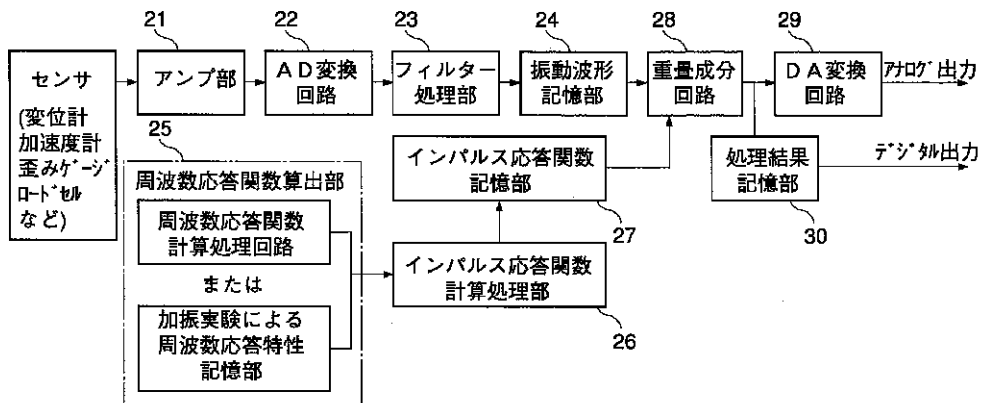 21
22
23
24
28
29
センサ
(変位計
加速度計
歪みゲージ
ロードセル
など)
アンプ部
AD変換
回路
フィルター
処理部
振動波形
記憶部
重畳成分
回路
DA変換
回路
アナログ出力
25
周波数応答関数算出部
周波数応答関数
計算処理回路
または
加振実験による
周波数応答特性
記憶部
インパルス応答関数
記憶部
27
インパルス応答関数
計算処理部
26
処理結果
記憶部
30
デジタル出力